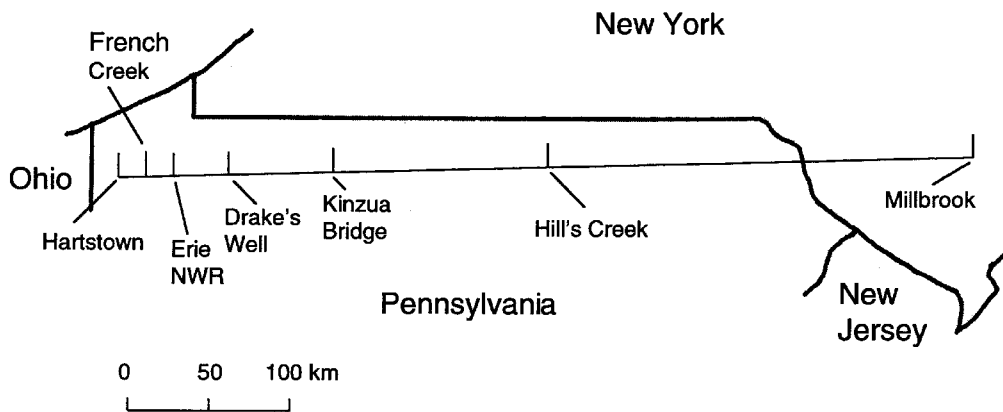 New York
French
Creek
Ohio
Hartstown
Erie
NWR
Drake's
Well
Kinzua
Bridge
Hill's Creek
Millbrook
Pennsylvania
New
Jersey
0 50 100 km